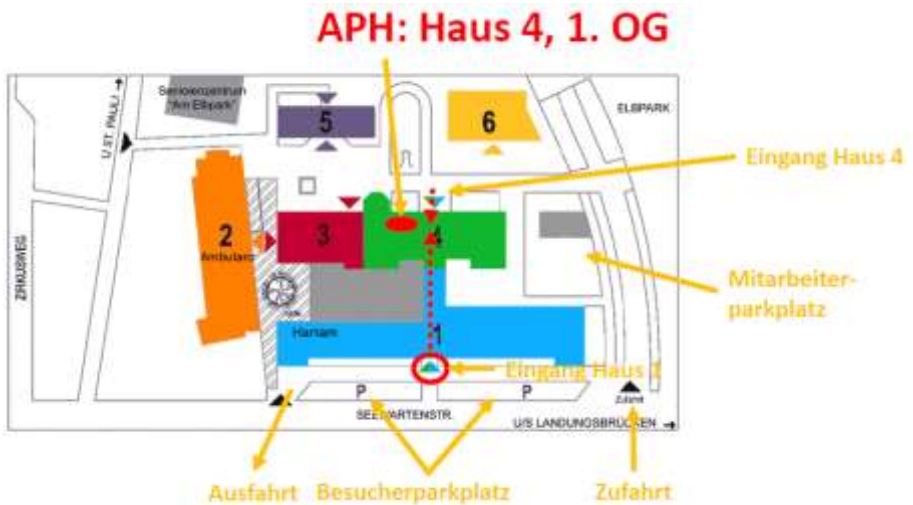 APH: Haus 4, 1. OG
Seniorenzentrum
"Am Elbpark"
U ST. PAULI
ELBPARK
5
6
Eingang Haus 4
2
Ambulanz
3
4
ZIRKUSWEG
Mitarbeiter-
parkplatz
1
Eingang Haus 1
P
P
Zufahrt
SEEWARTENSTR.
U/S LANDUNGSBRÜCKEN
Ausfahrt
Besucherparkplatz
Zufahrt